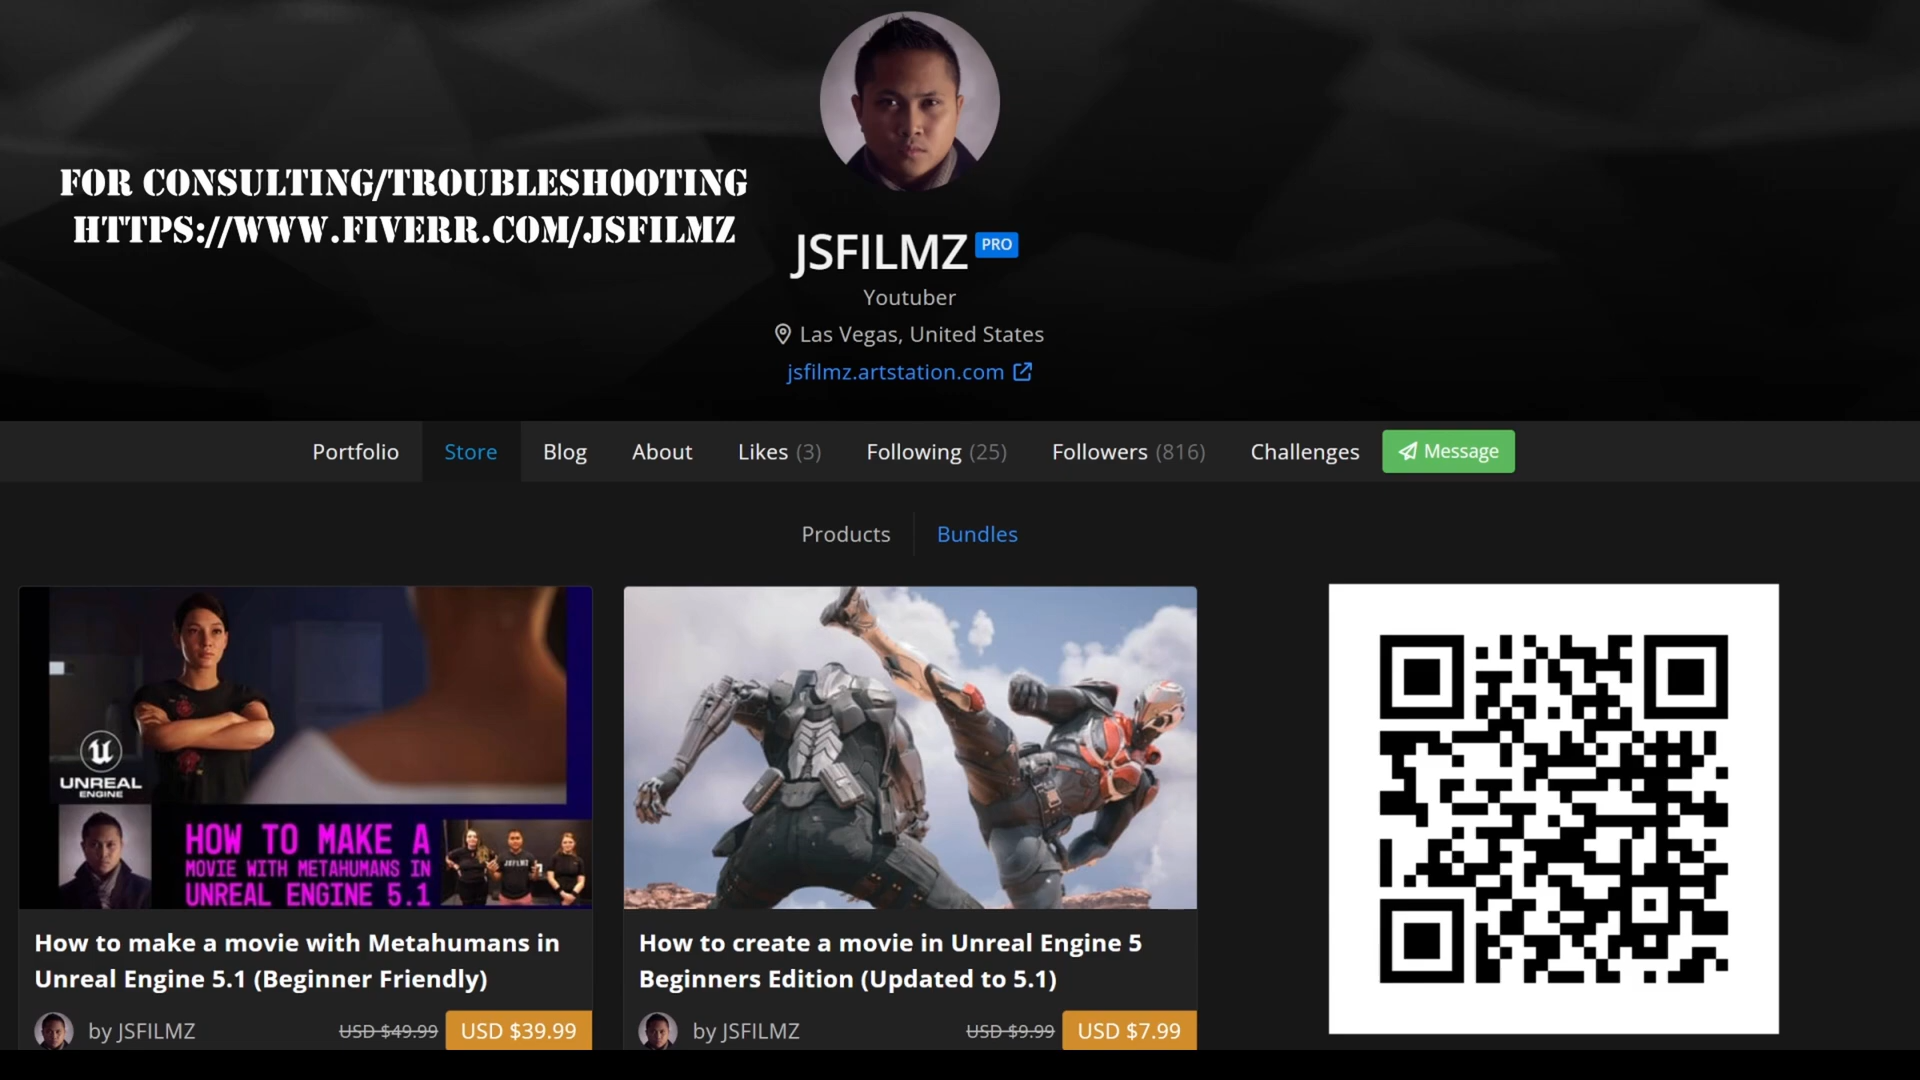 FOR CONSULTING/TROUBLESHOOTING
HTTPS://WWW.FIVERR.COM/JSFILMZ
JSFILMZ PRO
Youtuber
Las Vegas, United States
jsfilmz.artstation.com
Portfolio Store Blog About Likes (3) Following (25) Followers (816) Challenges Message
Products Bundles
UNREAL
ENGINE
HOW TO MAKE A
MOVIE WITH METAHUMANS IN
UNREAL ENGINE 5.1
JSFILMZ
How to make a movie with Metahumans in
Unreal Engine 5.1 (Beginner Friendly)
by JSFILMZ USD $49.99 USD $39.99
How to create a movie in Unreal Engine 5
Beginners Edition (Updated to 5.1)
by JSFILMZ USD $9.99 USD $7.99